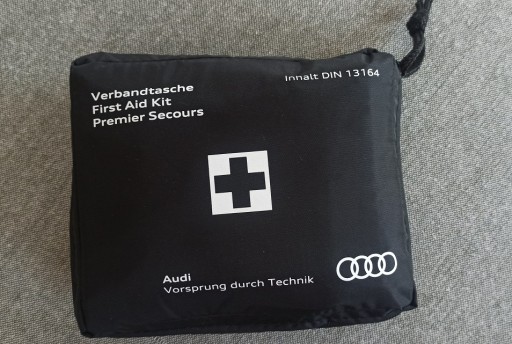 Verbandtasche
First Aid Kit
Premier Secours
Inhalt DIN 13164
Audi
Vorsprung durch Technik